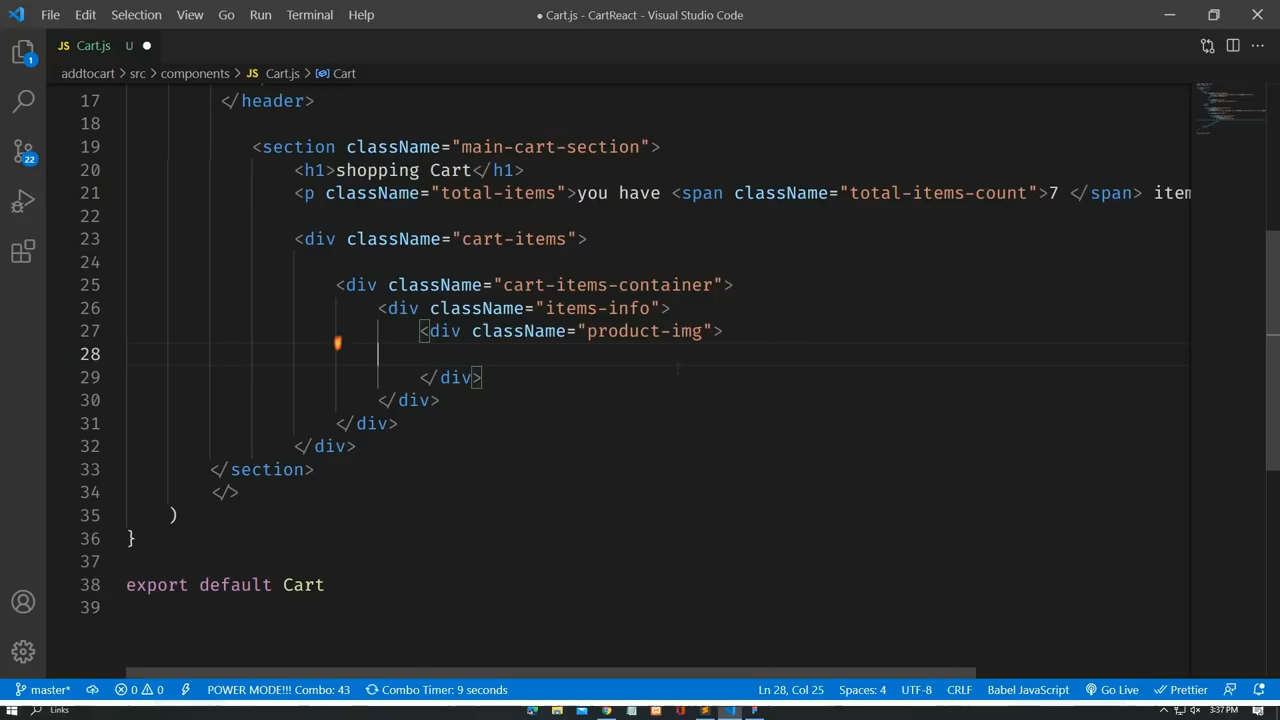 File Edit Selection View Go Run Terminal Help
● Cart.js - CartReact - Visual Studio Code
JS Cart.js U ●
addtocart > src > components > JS Cart.js > Cart
17 </header>
18
19 <section className="main-cart-section">
20 <h1>shopping Cart</h1>
21 <p className="total-items">you have <span className="total-items-count">7 </span> item
22
23 <div className="cart-items">
24
25 <div className="cart-items-container">
26 <div className="items-info">
27 <div className="product-img">
28
29 </div>
30 </div>
31 </div>
32 </div>
33 </section>
34 </>
35 )
36 }
37
38 export default Cart
39
1
22
master* 0 0 POWER MODE!!! Combo: 43 Combo Timer: 9 seconds Ln 28, Col 25 Spaces: 4 UTF-8 CRLF Babel JavaScript Go Live Prettier
Links 3:37 PM